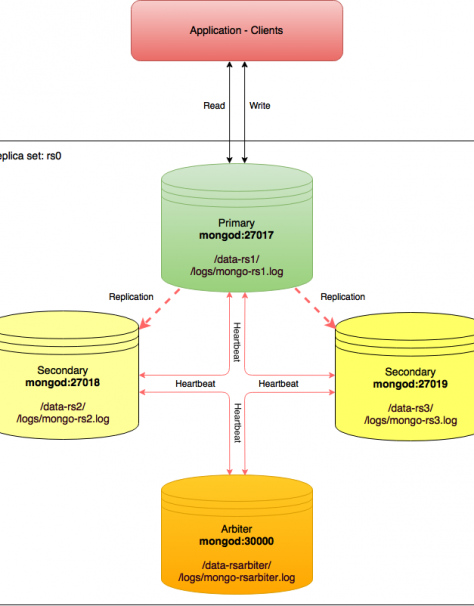 Application - Clients
Read
Write
eplica set: rs0
Primary
mongod:27017
/data-rs1/
/logs/mongo-rs1.log
Replication
Replication
Heartbeat
Heartbeat
Secondary
mongod:27018
/data-rs2/
/logs/mongo-rs2.log
Heartbeat
Heartbeat
Secondary
mongod:27019
/data-rs3/
/logs/mongo-rs3.log
Arbiter
mongod:30000
/data-rsarbiter/
/logs/mongo-rsarbiter.log